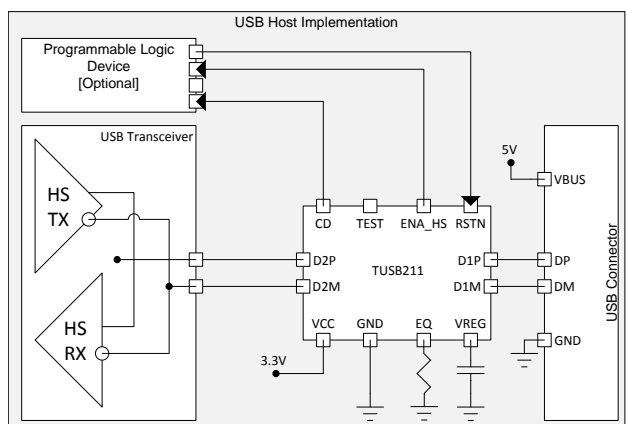 USB Host Implementation
Programmable Logic
Device
[Optional]
USB Transceiver
HS
TX
HS
RX
CD
TEST
ENA_HS
RSTN
D2P
D2M
TUSB211
D1P
D1M
VCC
GND
EQ
VREG
3.3V
5V
VBUS
DP
DM
GND
USB Connector